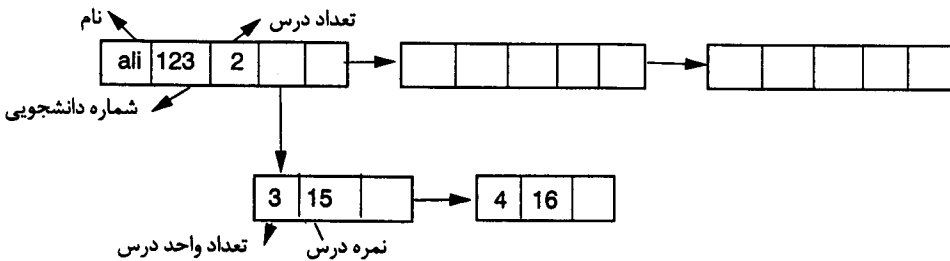 نام
تعداد درس
ali 123 2
شماره دانشجویی
3 15
4 16
تعداد واحد درس
نمره درس